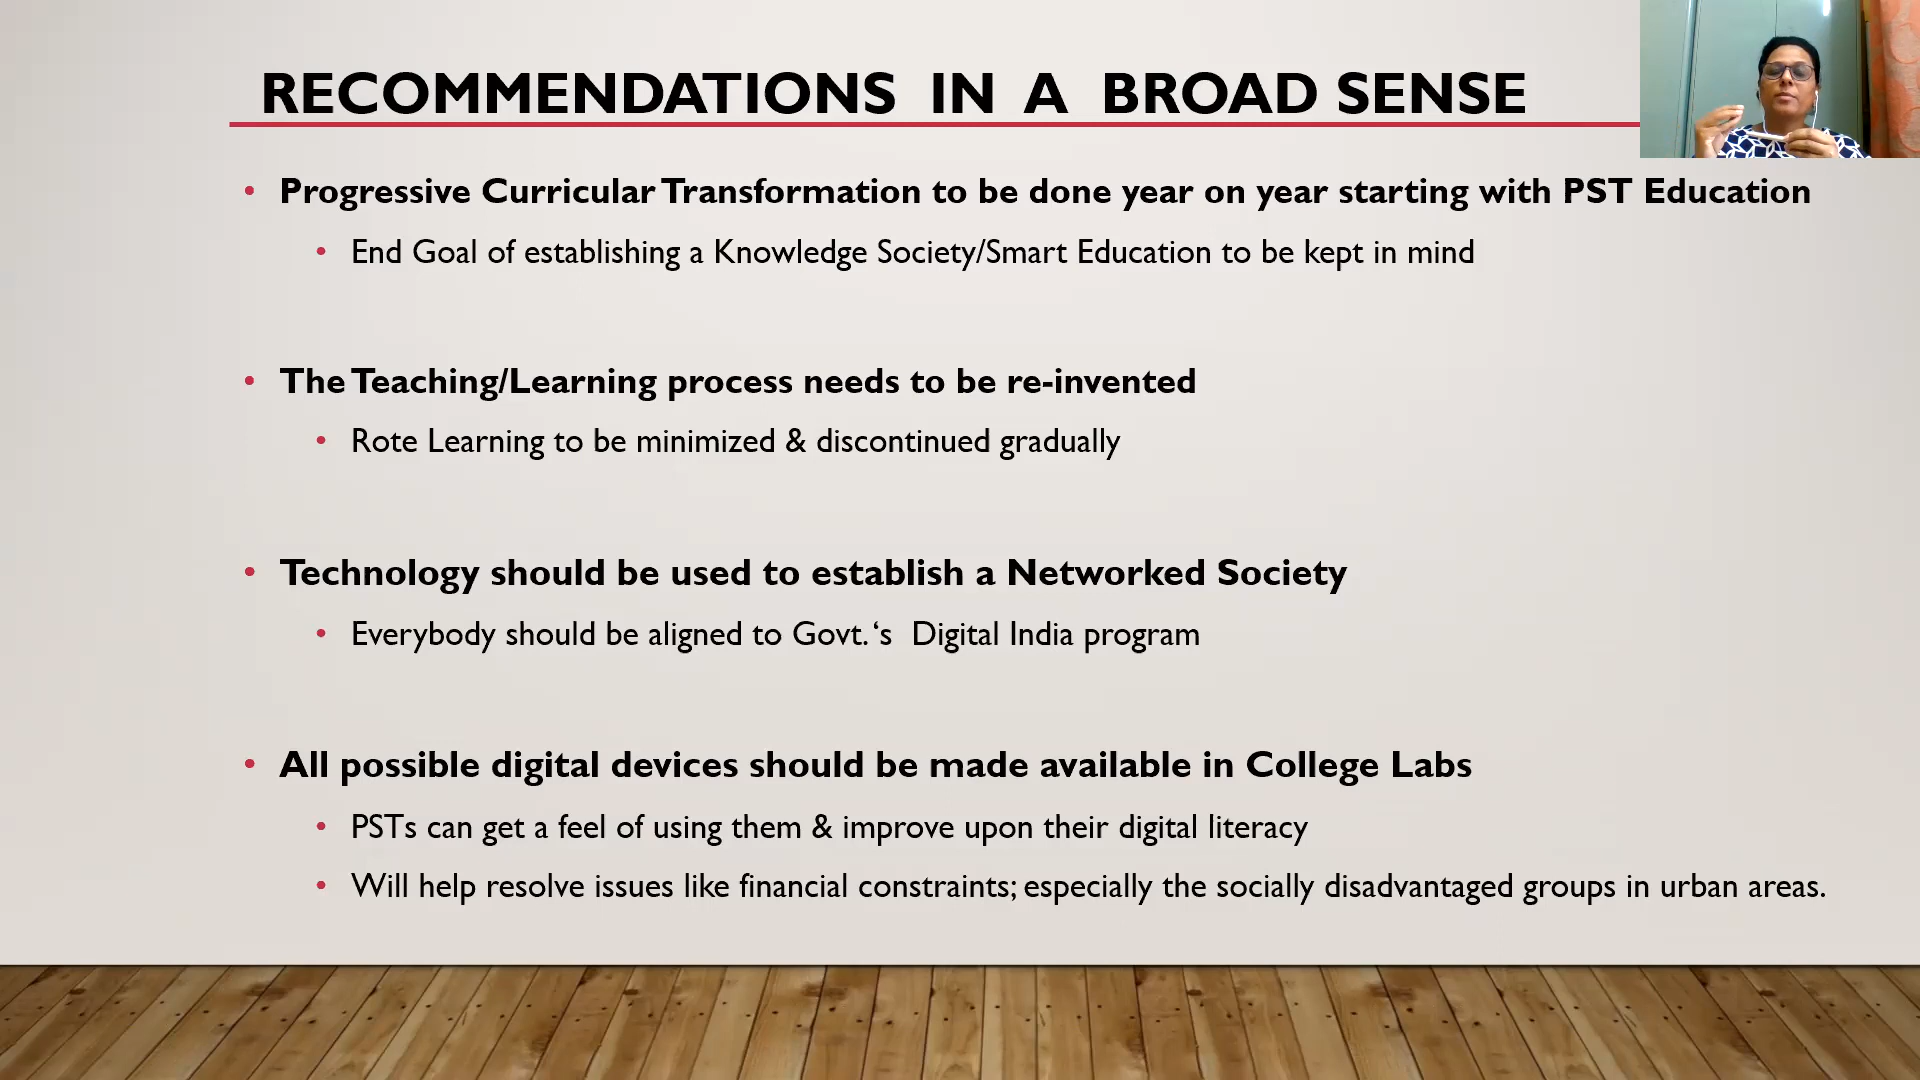 RECOMMENDATIONS IN A BROAD SENSE
• Progressive Curricular Transformation to be done year on year starting with PST Education
• End Goal of establishing a Knowledge Society/Smart Education to be kept in mind
• The Teaching/Learning process needs to be re-invented
• Rote Learning to be minimized & discontinued gradually
• Technology should be used to establish a Networked Society
• Everybody should be aligned to Govt. ‘s Digital India program
• All possible digital devices should be made available in College Labs
• PSTs can get a feel of using them & improve upon their digital literacy
• Will help resolve issues like financial constraints; especially the socially disadvantaged groups in urban areas.